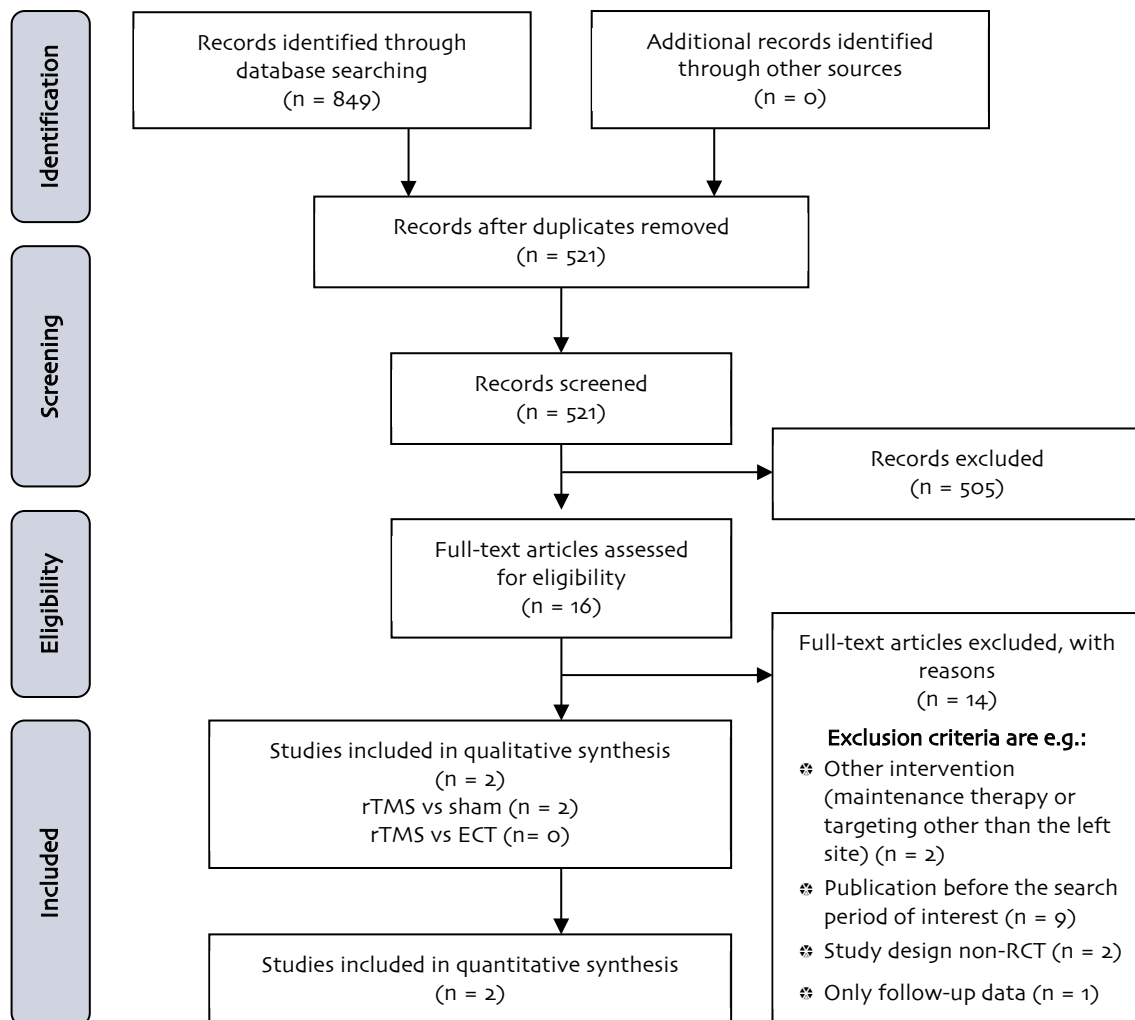 Identification
Records identified through
database searching
(n = 849)
Additional records identified
through other sources
(n = 0)
Records after duplicates removed
(n = 521)
Screening
Records screened
(n = 521)
Records excluded
(n = 505)
Eligibility
Full-text articles assessed
for eligibility
(n = 16)
Full-text articles excluded, with
reasons
(n = 14)
Exclusion criteria are e.g.:
Other intervention
(maintenance therapy or
targeting other than the left
site) (n = 2)
Publication before the search
period of interest (n = 9)
Study design non-RCT (n = 2)
Only follow-up data (n = 1)
Included
Studies included in qualitative synthesis
(n = 2)
rTMS vs sham (n = 2)
rTMS vs ECT (n= 0)
Studies included in quantitative synthesis
(n = 2)